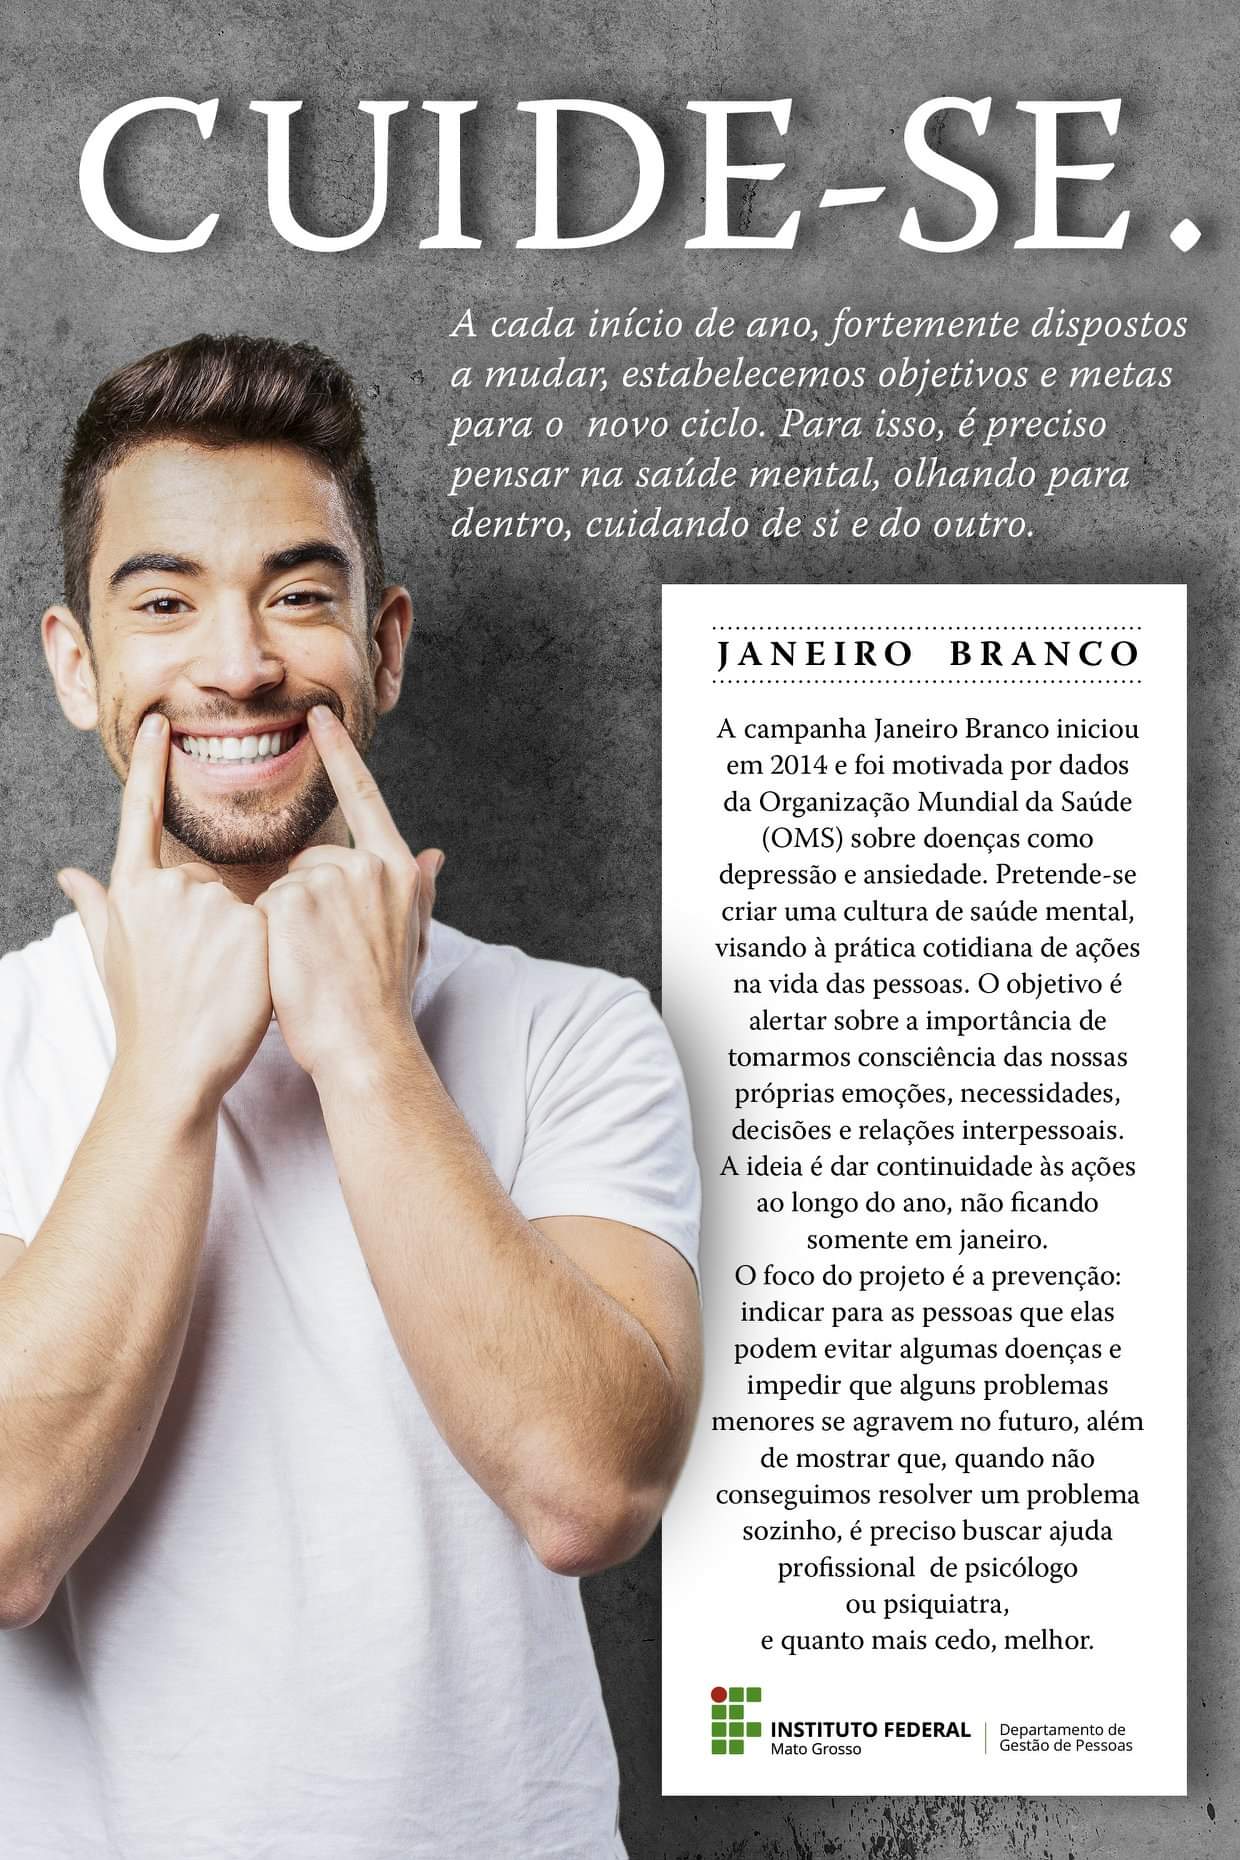 CUIDE-SE.
A cada início de ano, fortemente dispostos
a mudar, estabelecemos objetivos e metas
para o novo ciclo. Para isso, é preciso
pensar na saúde mental, olhando para
dentro, cuidando de si e do outro.
JANEIRO BRANCO
A campanha Janeiro Branco iniciou
em 2014 e foi motivada por dados
da Organização Mundial da Saúde
(OMS) sobre doenças como
depressão e ansiedade. Pretende-se
criar uma cultura de saúde mental,
visando à prática cotidiana de ações
na vida das pessoas. O objetivo é
alertar sobre a importância de
tomarmos consciência das nossas
próprias emoções, necessidades,
decisões e relações interpessoais.
A ideia é dar continuidade às ações
ao longo do ano, não ficando
somente em janeiro.
O foco do projeto é a prevenção:
indicar para as pessoas que elas
podem evitar algumas doenças e
impedir que alguns problemas
menores se agravem no futuro, além
de mostrar que, quando não
conseguimos resolver um problema
sozinho, é preciso buscar ajuda
profissional de psicólogo
ou psiquiatra,
e quanto mais cedo, melhor.
INSTITUTO FEDERAL
Mato Grosso
Departamento de
Gestão de Pessoas